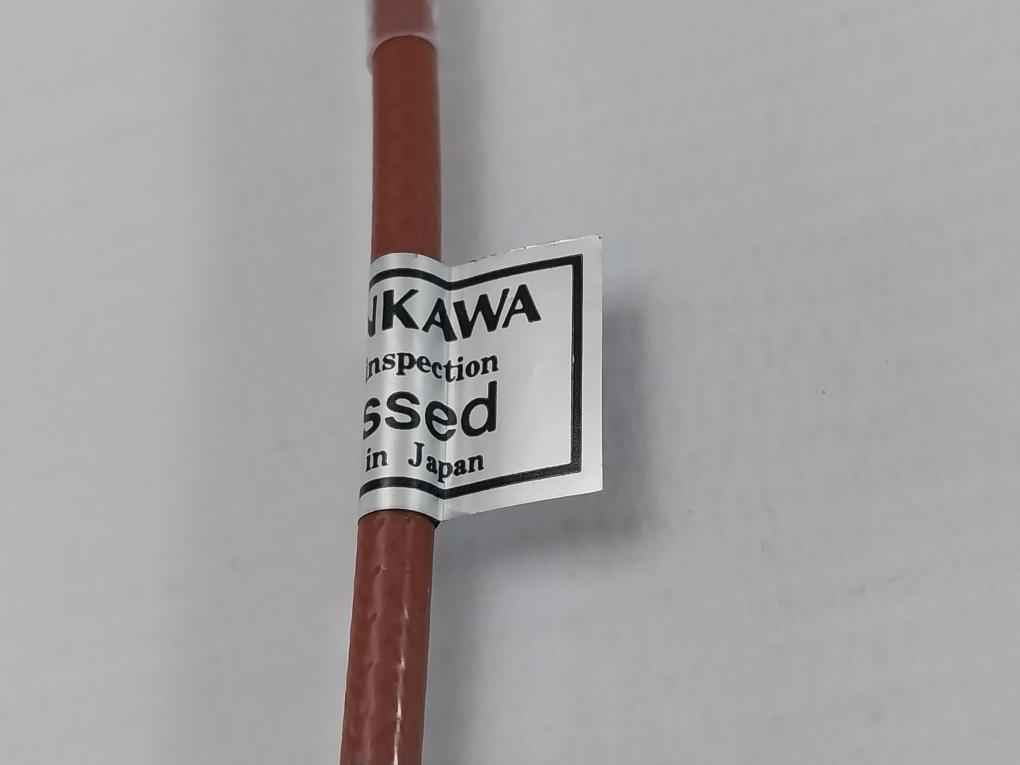 NKAWA
Inspection
ssed
in Japan